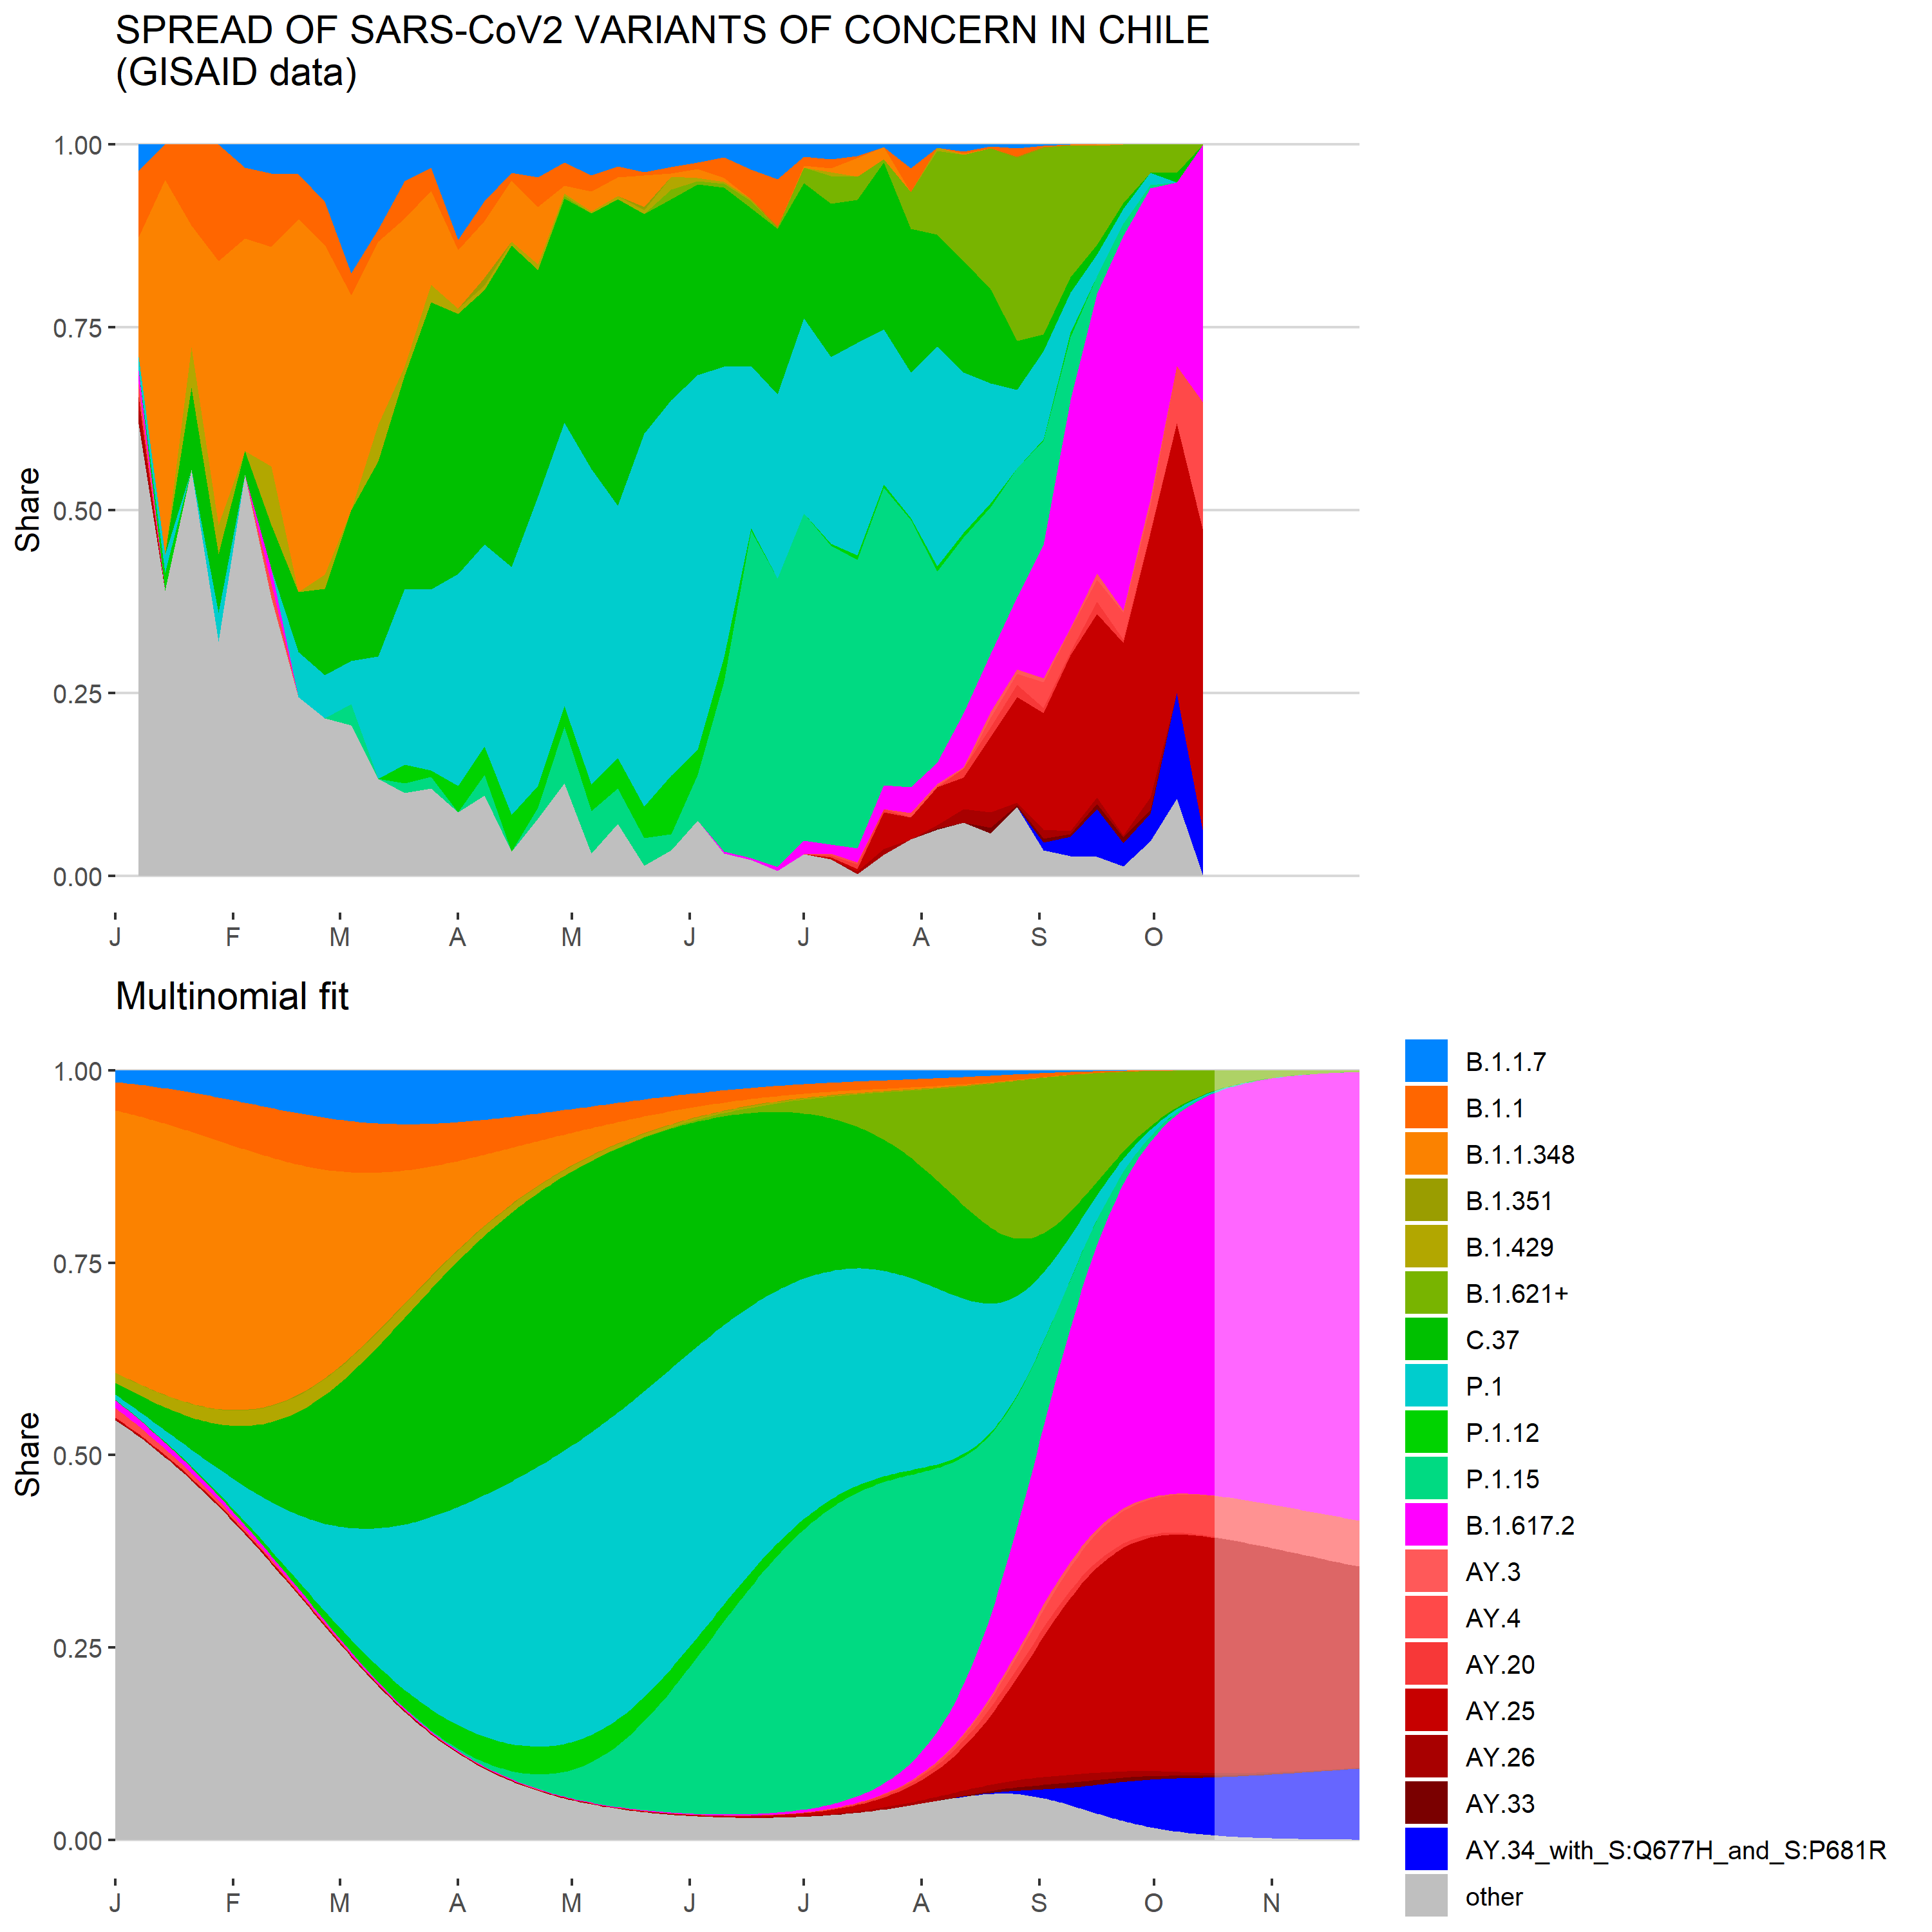 SPREAD OF SARS-CoV2 VARIANTS OF CONCERN IN CHILE
(GISAID data)
1.00
0.75
0.50
0.25
0.00
Share
J F M A M J J A S O
Multinomial fit
1.00
0.75
0.50
0.25
0.00
Share
J F M A M J J A S O N
B.1.1.7
B.1.1
B.1.1.348
B.1.351
B.1.429
B.1.621+
C.37
P.1
P.1.12
P.1.15
B.1.617.2
AY.3
AY.4
AY.20
AY.25
AY.26
AY.33
AY.34_with_S:Q677H_and_S:P681R
other